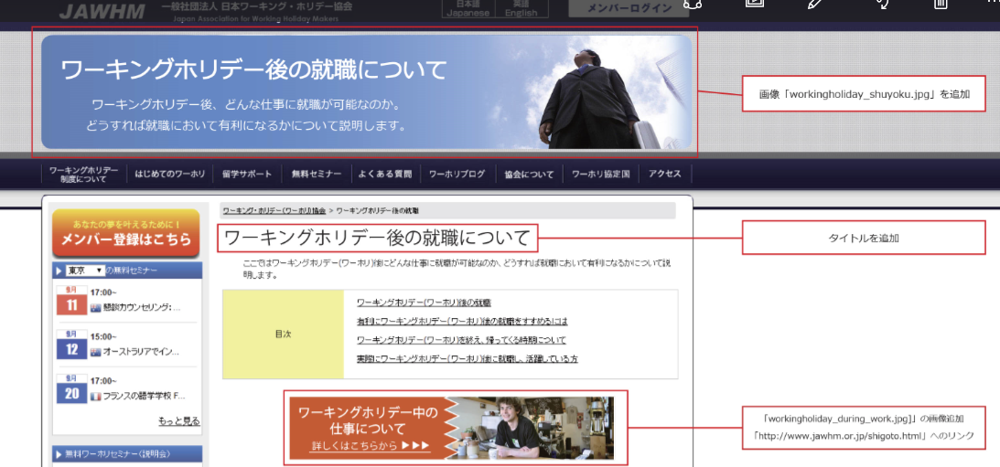 JAWHM 一般社団法人 日本ワーキング・ホリデー協会
Japan Association for Working Holiday Makers
日本語
Japanese
英語
English
メンバーログイン
ワーキングホリデー後の就職について
ワーキングホリデー後、どんな仕事に就職が可能なのか。
どうすれば就職において有利になるかについて説明します。
画像「workingholiday_shuyoku.jpg」を追加
ワーキングホリデー
制度について
はじめてのワーホリ
留学サポート
無料セミナー
よくある質問
ワーホリブログ
協会について
ワーホリ協定国
アクセス
あなたの夢を叶えるために!
メンバー登録はこちら
東京 ▼ の無料セミナー
11
17:00~
懇談カウンセリング: ...
12
15:00~
オーストラリアでイン...
20
17:00~
フランスの語学学校 F...
もっと見る
無料ワーホリセミナー(説明会)
ワーキング・ホリデー(ワーホリ)協会 > ワーキングホリデー後の就職
ワーキングホリデー後の就職について
タイトルを追加
ここではワーキングホリデー(ワーホリ)後にどんな仕事に就職が可能なのか、どうすれば就職において有利になるかについて説
明します。
目次
ワーキングホリデー(ワーホリ)後の就職
有利にワーキングホリデー(ワーホリ)後の就職をすすめるには
ワーキングホリデー(ワーホリ)を終え、帰ってくる時期について
実際にワーキングホリデー(ワーホリ)後に就職し、活躍している方
ワーキングホリデー中の
仕事について
詳しくはこちらから ▶▶▶
「workingholiday_during_work.jpg]」の画像追加
「http://www.jawhm.or.jp/shigoto.html」へのリンク